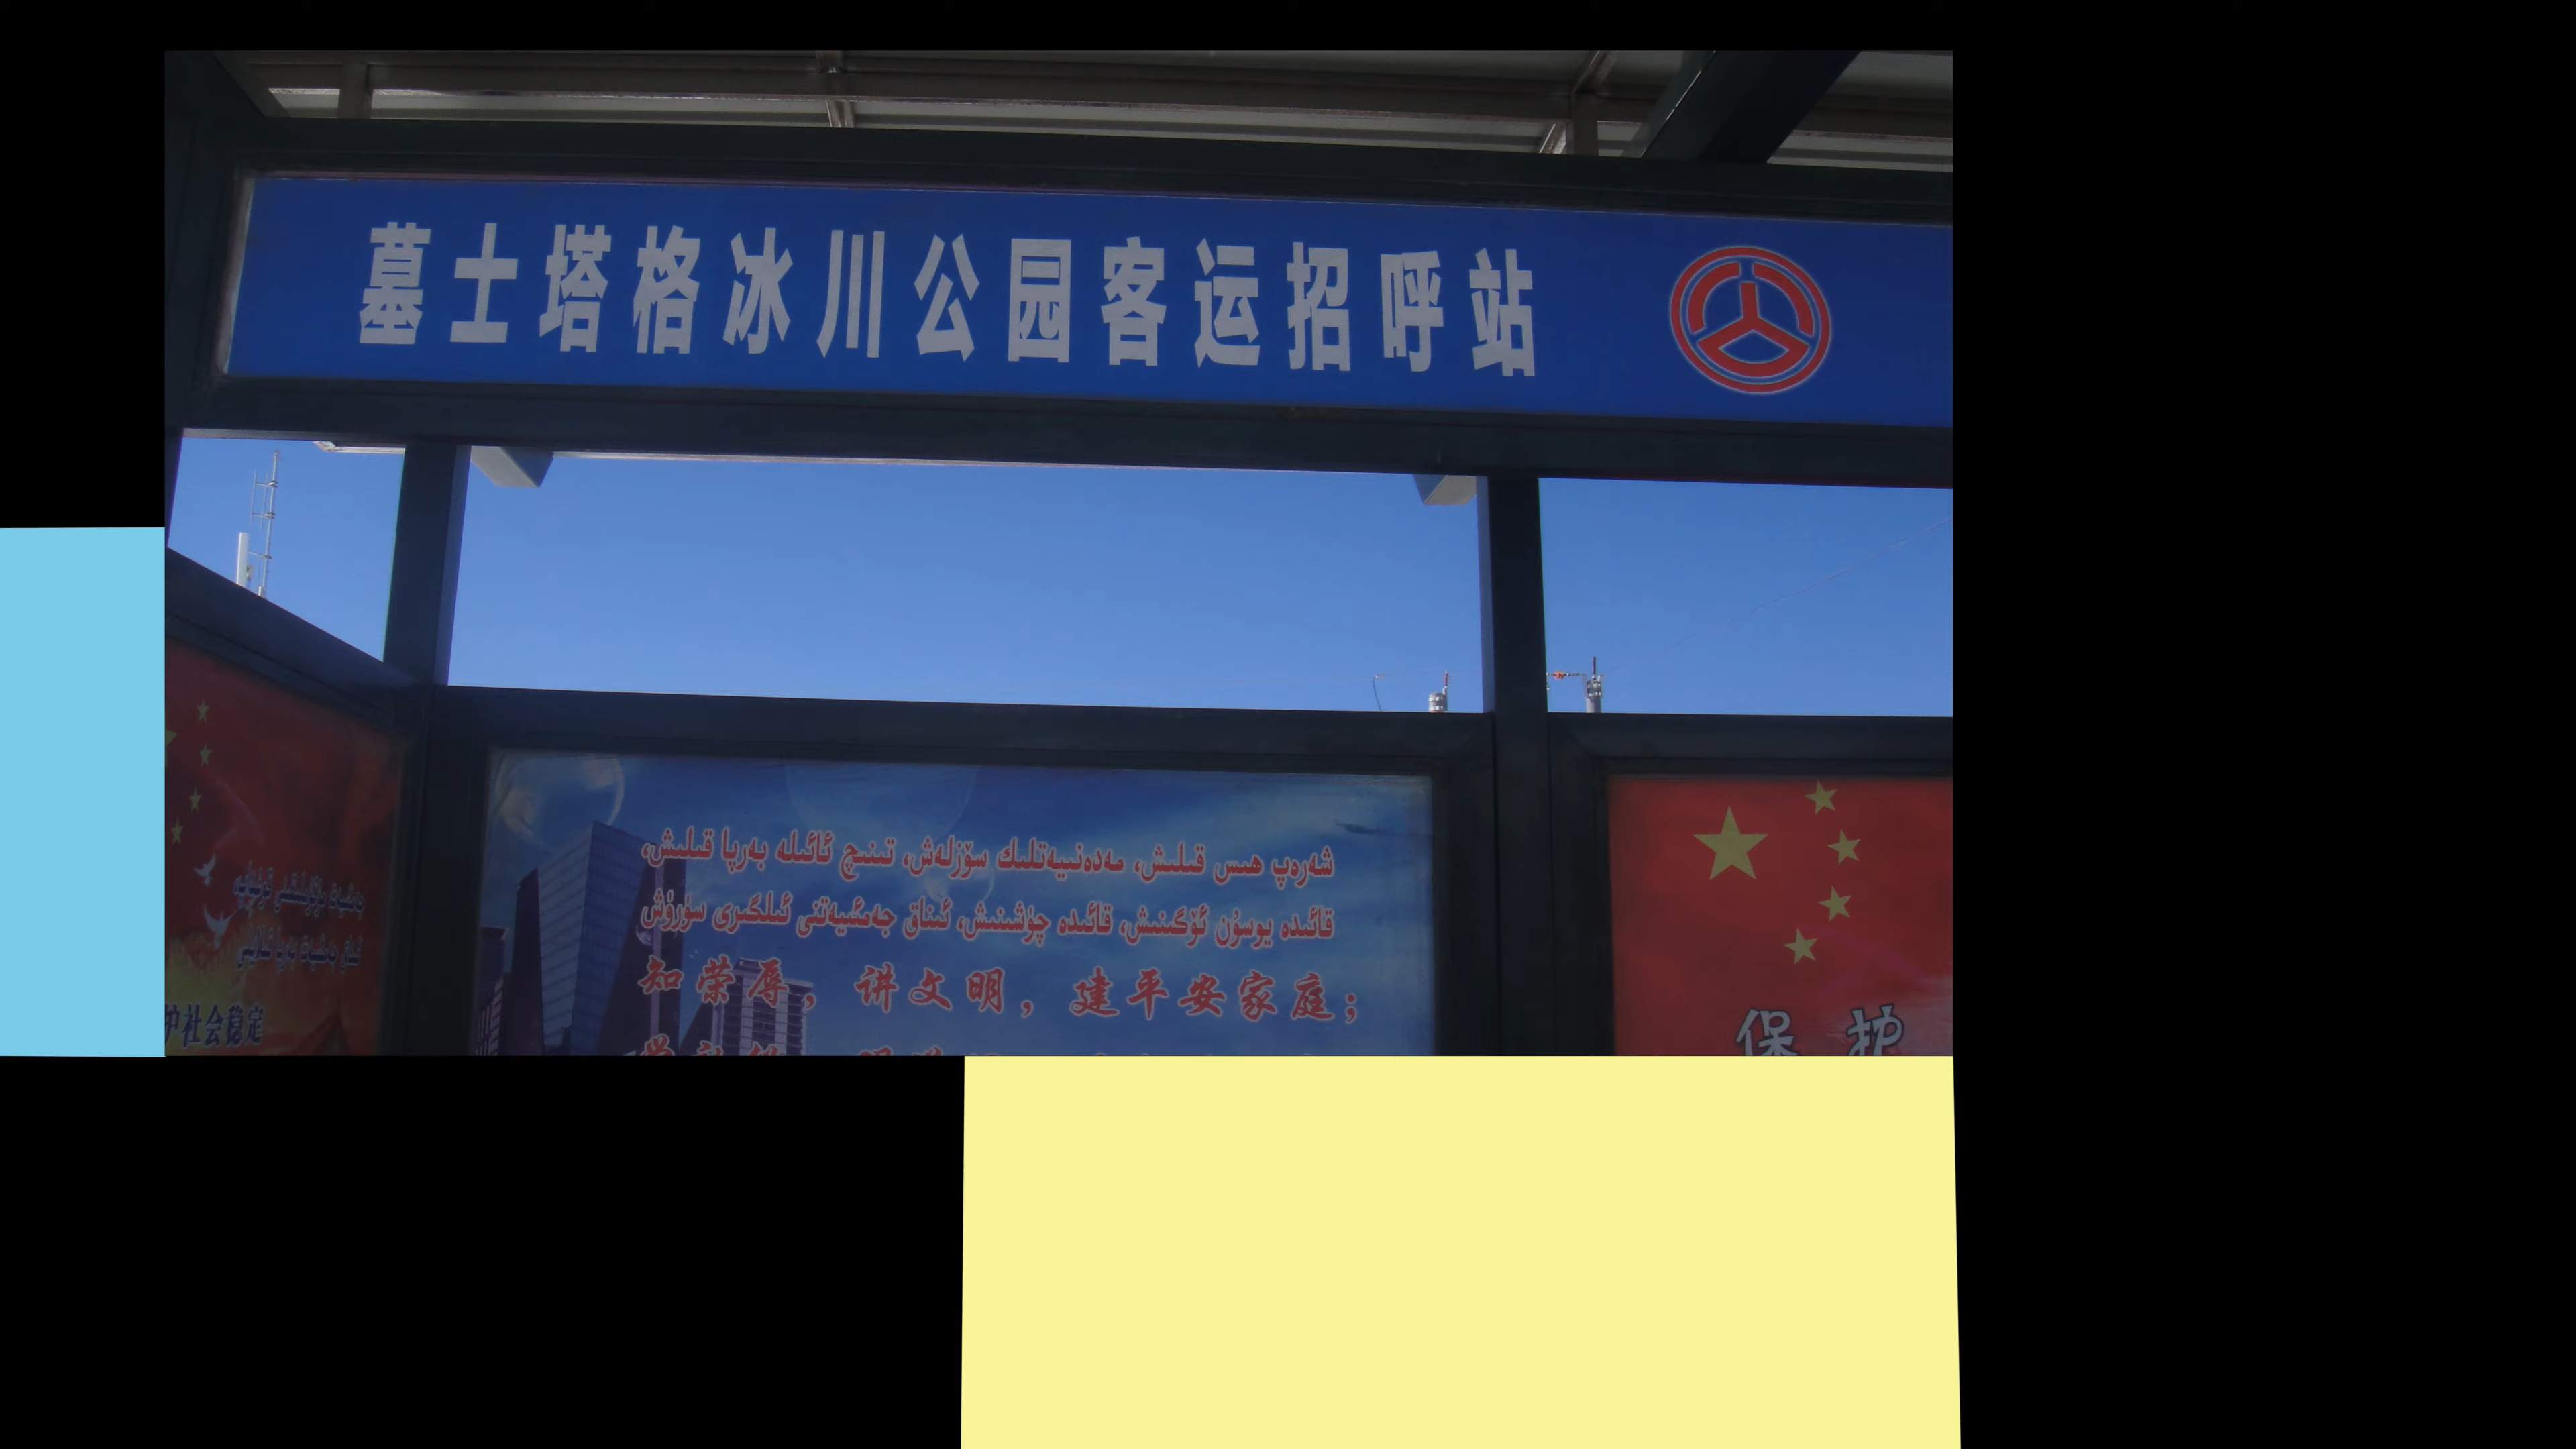 墓士塔格冰川公园客运招呼站
شەرەپ ھىس قىلىش، مەدەنىيەتلىك سۆزلەش، تىنىچ ئائىلە بەرپا قىلىش،
قائىدە يوسۇن ئۆگىنىش، قائىدە چۈشىنىش، ئىناق جەمئىيەتنى ئىلگىرى سۈرۈش
知荣辱，讲文明，建平安家庭；
护社会稳定
保护